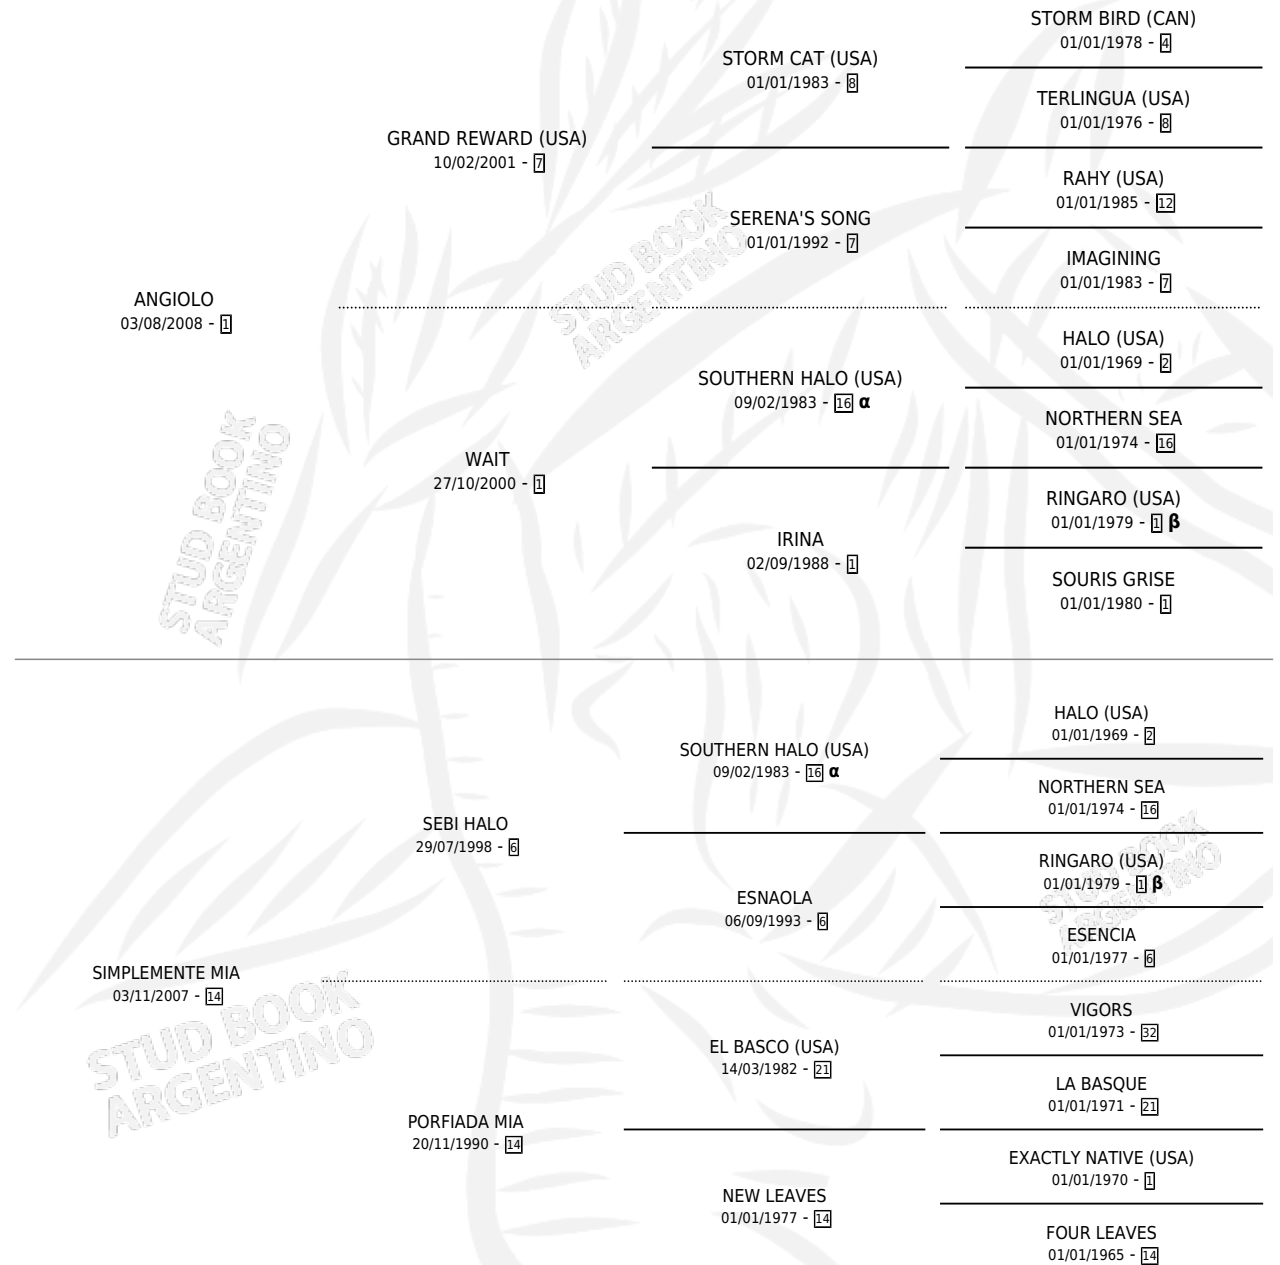 STORM BIRD (CAN)
01/01/1978 - 4
STORM CAT (USA)
01/01/1983 - 8
TERLINGUA (USA)
01/01/1976 - 8
GRAND REWARD (USA)
10/02/2001 - 7
RAHY (USA)
01/01/1985 - 12
SERENA'S SONG
01/01/1992 - 7
IMAGINING
01/01/1983 - 7
ANGIOLO
03/08/2008 - 1
HALO (USA)
01/01/1969 - 2
SOUTHERN HALO (USA)
09/02/1983 - 16 α
NORTHERN SEA
01/01/1974 - 16
WAIT
27/10/2000 - 1
RINGARO (USA)
01/01/1979 - 1 β
IRINA
02/09/1988 - 1
SOURIS GRISE
01/01/1980 - 1
HALO (USA)
01/01/1969 - 2
SOUTHERN HALO (USA)
09/02/1983 - 16 α
NORTHERN SEA
01/01/1974 - 16
SEBI HALO
29/07/1998 - 6
RINGARO (USA)
01/01/1979 - 1 β
ESNAOLA
06/09/1993 - 6
ESENCIA
01/01/1977 - 6
SIMPLEMENTE MIA
03/11/2007 - 14
VIGORS
01/01/1973 - 32
EL BASCO (USA)
14/03/1982 - 21
LA BASQUE
01/01/1971 - 21
PORFIADA MIA
20/11/1990 - 14
EXACTLY NATIVE (USA)
01/01/1970 - 1
NEW LEAVES
01/01/1977 - 14
FOUR LEAVES
01/01/1965 - 14
STUD BOOK
ARGENTINO
STUD BOOK
ARGENTINO
STUD BOOK
ARGENTINO
STUD BOOK
ARGENTINO